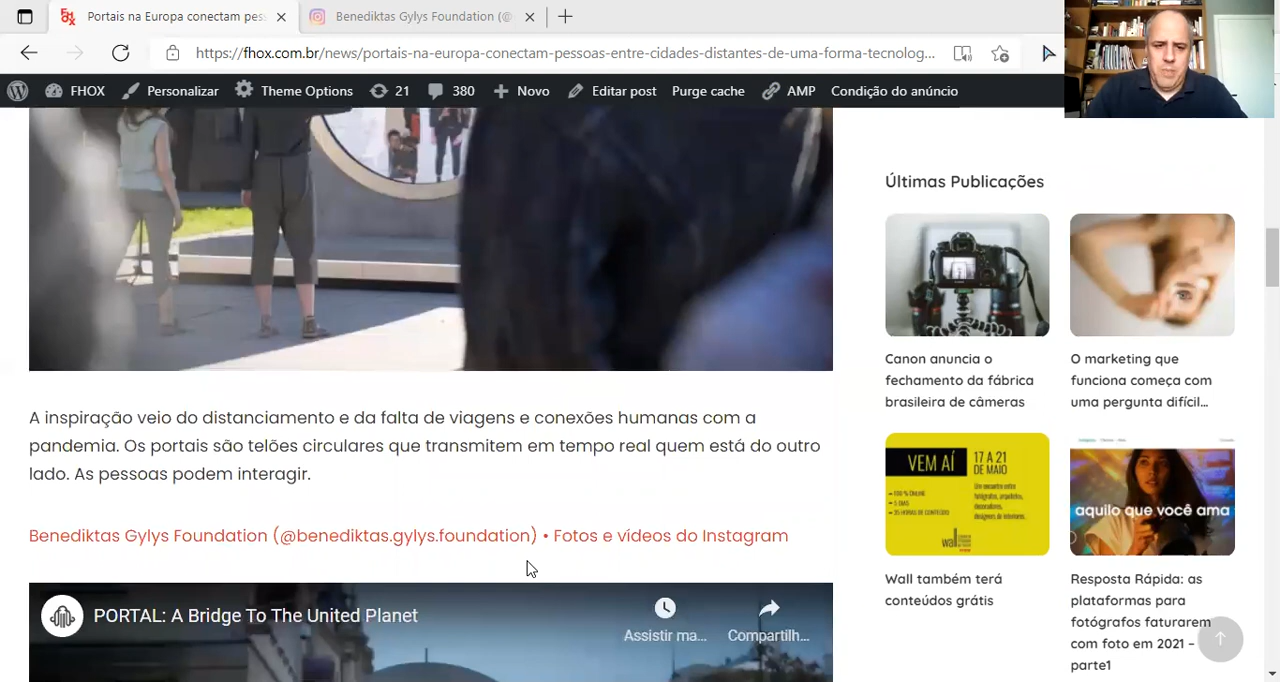 Portais na Europa conectam pes
Benediktas Gylys Foundation (@
https://fhox.com.br/news/portais-na-europa-conectam-pessoas-entre-cidades-distantes-de-uma-forma-tecnolog...
FHOX
Personalizar
Theme Options
21
380
Novo
Editar post
Purge cache
AMP
Condição do anúncio
A inspiração veio do distanciamento e da falta de viagens e conexões humanas com a
pandemia. Os portais são telões circulares que transmitem em tempo real quem está do outro
lado. As pessoas podem interagir.
Benediktas Gylys Foundation (@benediktas.gylys.foundation) • Fotos e vídeos do Instagram
PORTAL: A Bridge To The United Planet
Assistir ma...
Compartilh...
Últimas Publicações
Canon anuncia o
fechamento da fábrica
brasileira de câmeras
O marketing que
funciona começa com
uma pergunta difícil...
VEM AÍ
17 A 21
DE MAIO
wall
Wall também terá
conteúdos grátis
aquilo que você ama
Resposta Rápida: as
plataformas para
fotógrafos faturarem
com foto em 2021 –
parte1